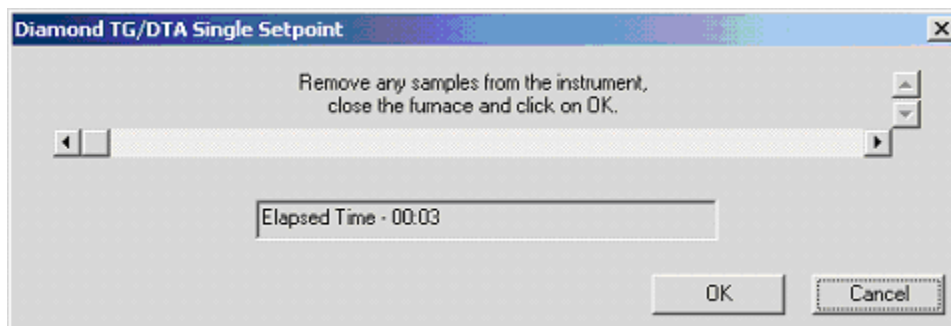 Diamond TG/DTA Single Setpoint
Remove any samples from the instrument,
close the furnace and click on OK.
Elapsed Time - 00:03
OK
Cancel